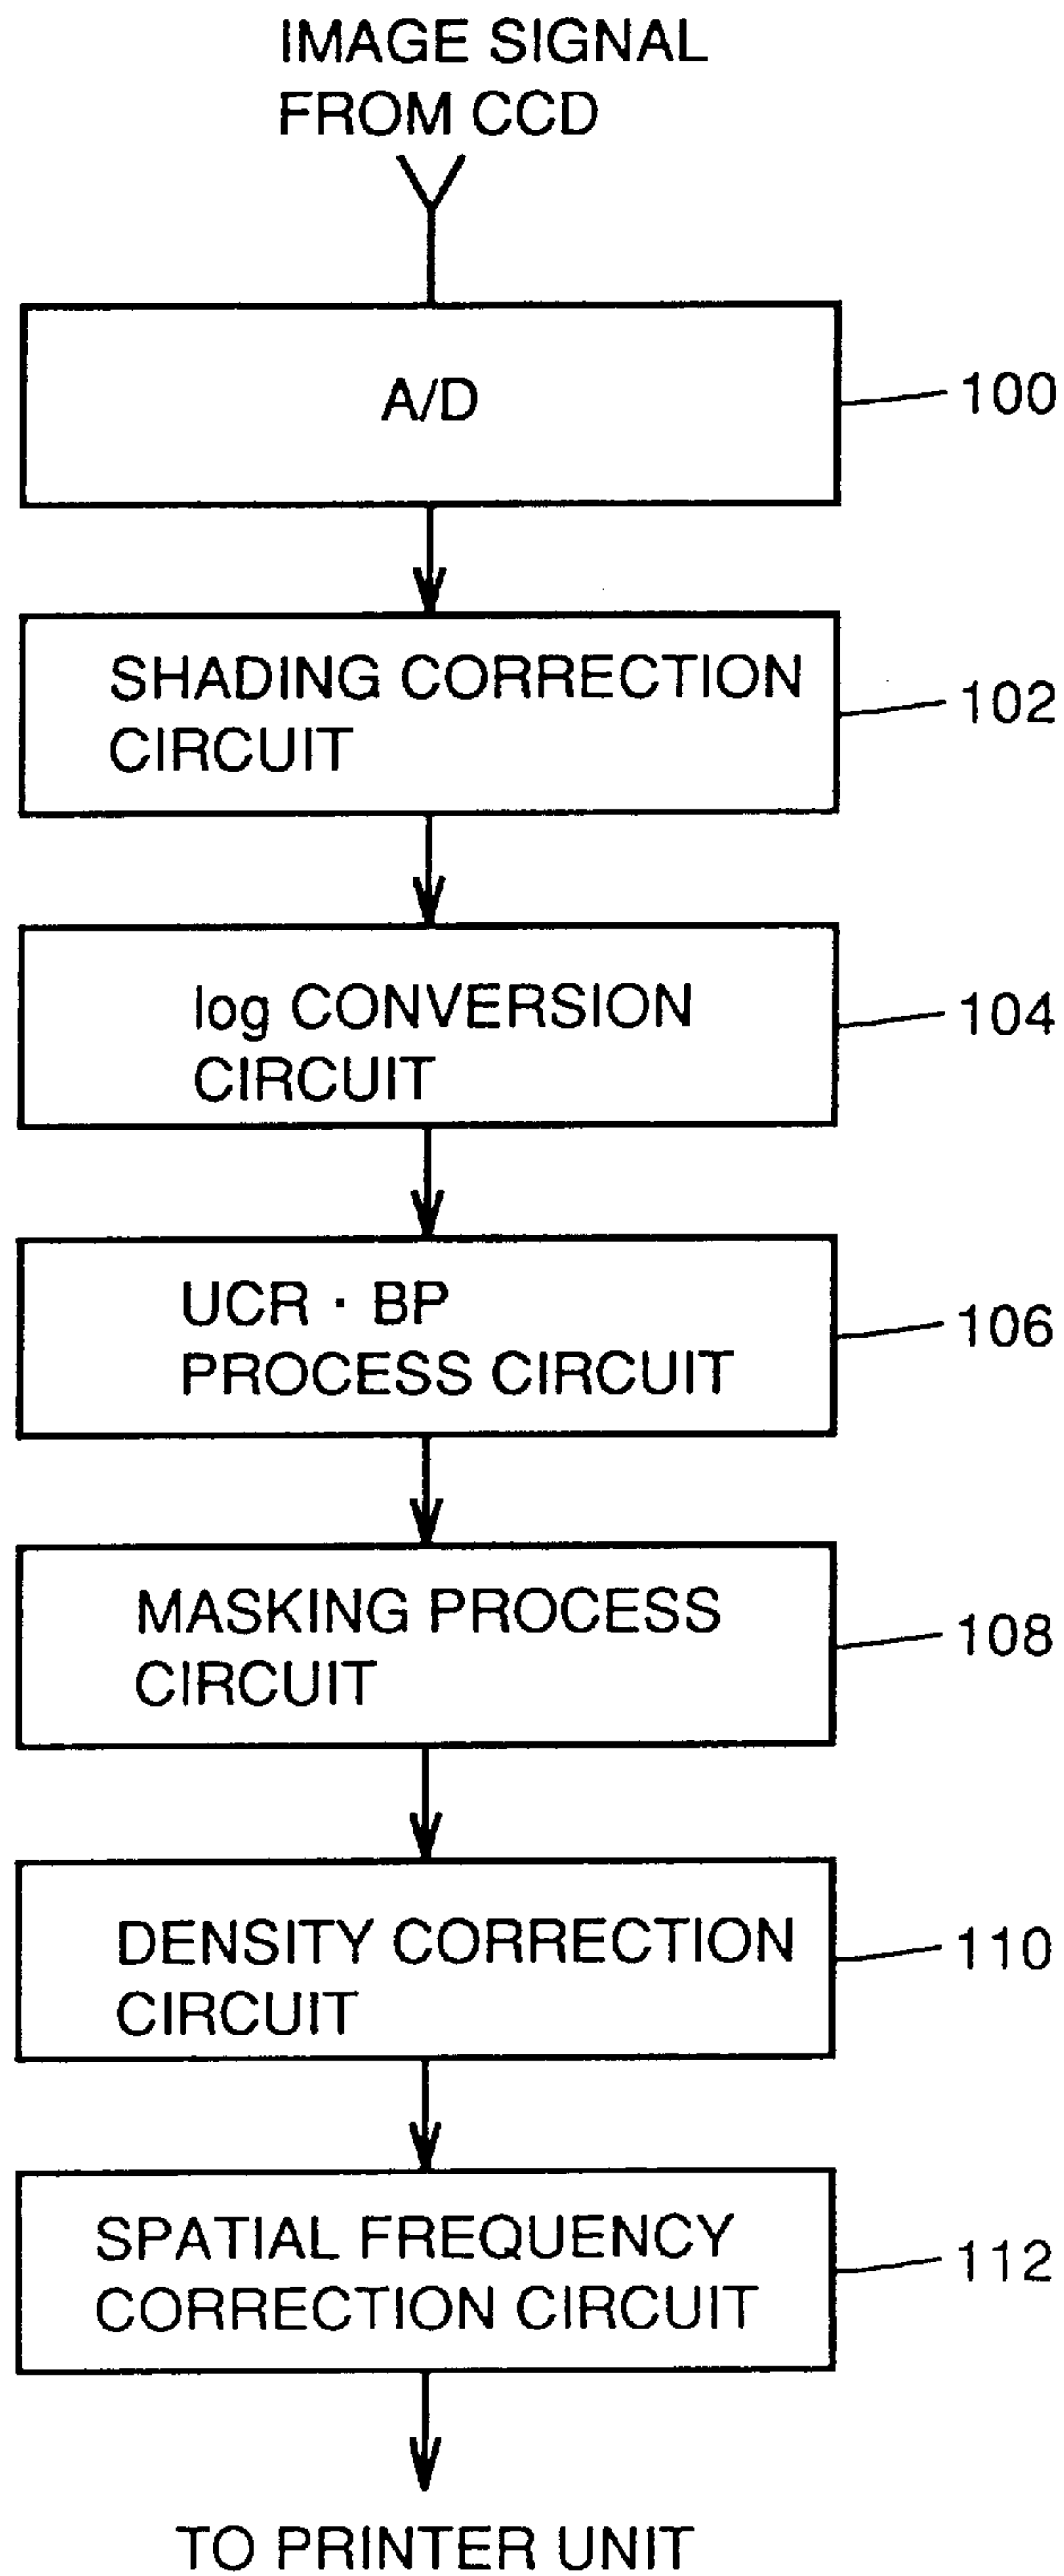 IMAGE SIGNAL
FROM CCD
A/D
100
SHADING CORRECTION
CIRCUIT
102
log CONVERSION
CIRCUIT
104
UCR · BP
PROCESS CIRCUIT
106
MASKING PROCESS
CIRCUIT
108
DENSITY CORRECTION
CIRCUIT
110
SPATIAL FREQUENCY
CORRECTION CIRCUIT
112
TO PRINTER UNIT